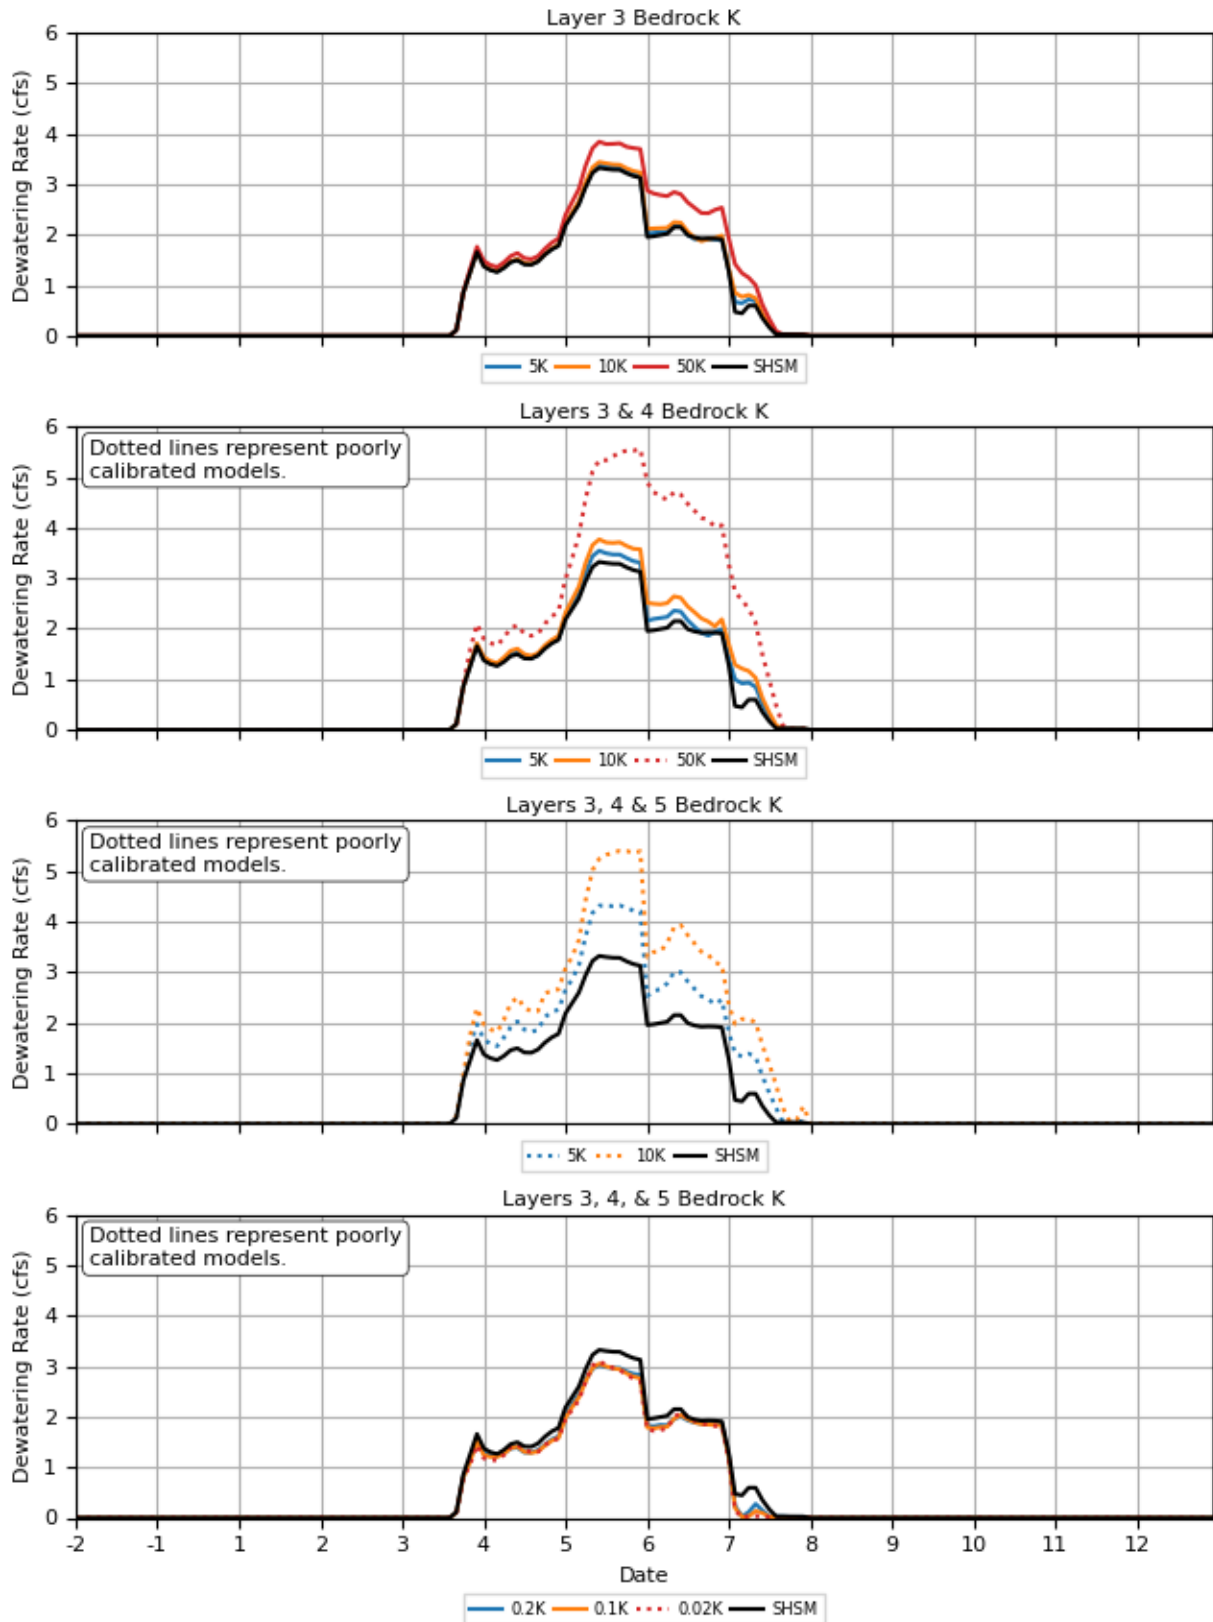 Layer 3 Bedrock K
Dewatering Rate (cfs)
6
5
4
3
2
1
0
5K 10K 50K SHSM
Layers 3 & 4 Bedrock K
Dotted lines represent poorly
calibrated models.
Dewatering Rate (cfs)
6
5
4
3
2
1
0
5K 10K 50K SHSM
Layers 3, 4 & 5 Bedrock K
Dotted lines represent poorly
calibrated models.
Dewatering Rate (cfs)
6
5
4
3
2
1
0
5K 10K SHSM
Layers 3, 4, & 5 Bedrock K
Dotted lines represent poorly
calibrated models.
Dewatering Rate (cfs)
6
5
4
3
2
1
0
-2 -1 1 2 3 4 5 6 7 8 9 10 11 12
Date
0.2K 0.1K 0.02K SHSM